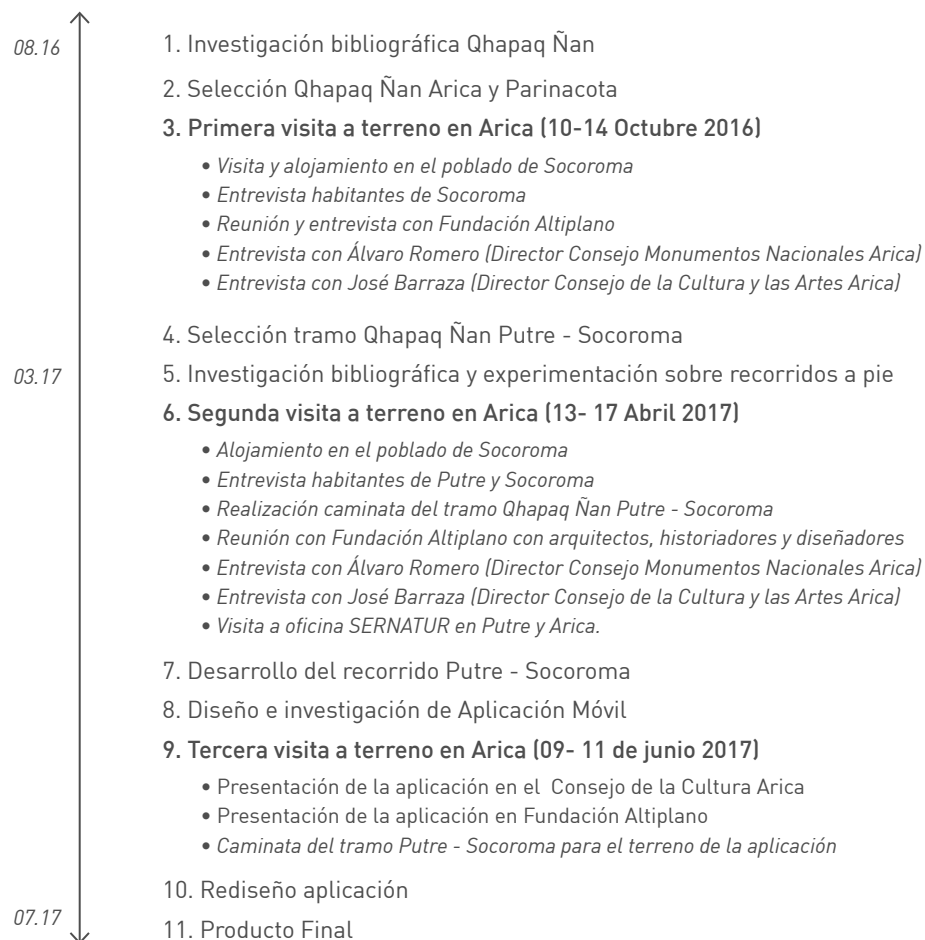 08.16
1. Investigación bibliográfica Qhapaq Ñan
2. Selección Qhapaq Ñan Arica y Parinacota
3. Primera visita a terreno en Arica (10-14 Octubre 2016)
• Visita y alojamiento en el poblado de Socoroma
• Entrevista habitantes de Socoroma
• Reunión y entrevista con Fundación Altiplano
• Entrevista con Álvaro Romero (Director Consejo Monumentos Nacionales Arica)
• Entrevista con José Barraza (Director Consejo de la Cultura y las Artes Arica)
4. Selección tramo Qhapaq Ñan Putre - Socoroma
03.17
5. Investigación bibliográfica y experimentación sobre recorridos a pie
6. Segunda visita a terreno en Arica (13- 17 Abril 2017)
• Alojamiento en el poblado de Socoroma
• Entrevista habitantes de Putre y Socoroma
• Realización caminata del tramo Qhapaq Ñan Putre - Socoroma
• Reunión con Fundación Altiplano con arquitectos, historiadores y diseñadores
• Entrevista con Álvaro Romero (Director Consejo Monumentos Nacionales Arica)
• Entrevista con José Barraza (Director Consejo de la Cultura y las Artes Arica)
• Visita a oficina SERNATUR en Putre y Arica.
7. Desarrollo del recorrido Putre - Socoroma
8. Diseño e investigación de Aplicación Móvil
9. Tercera visita a terreno en Arica (09- 11 de junio 2017)
• Presentación de la aplicación en el Consejo de la Cultura Arica
• Presentación de la aplicación en Fundación Altiplano
• Caminata del tramo Putre - Socoroma para el terreno de la aplicación
10. Rediseño aplicación
07.17
11. Producto Final